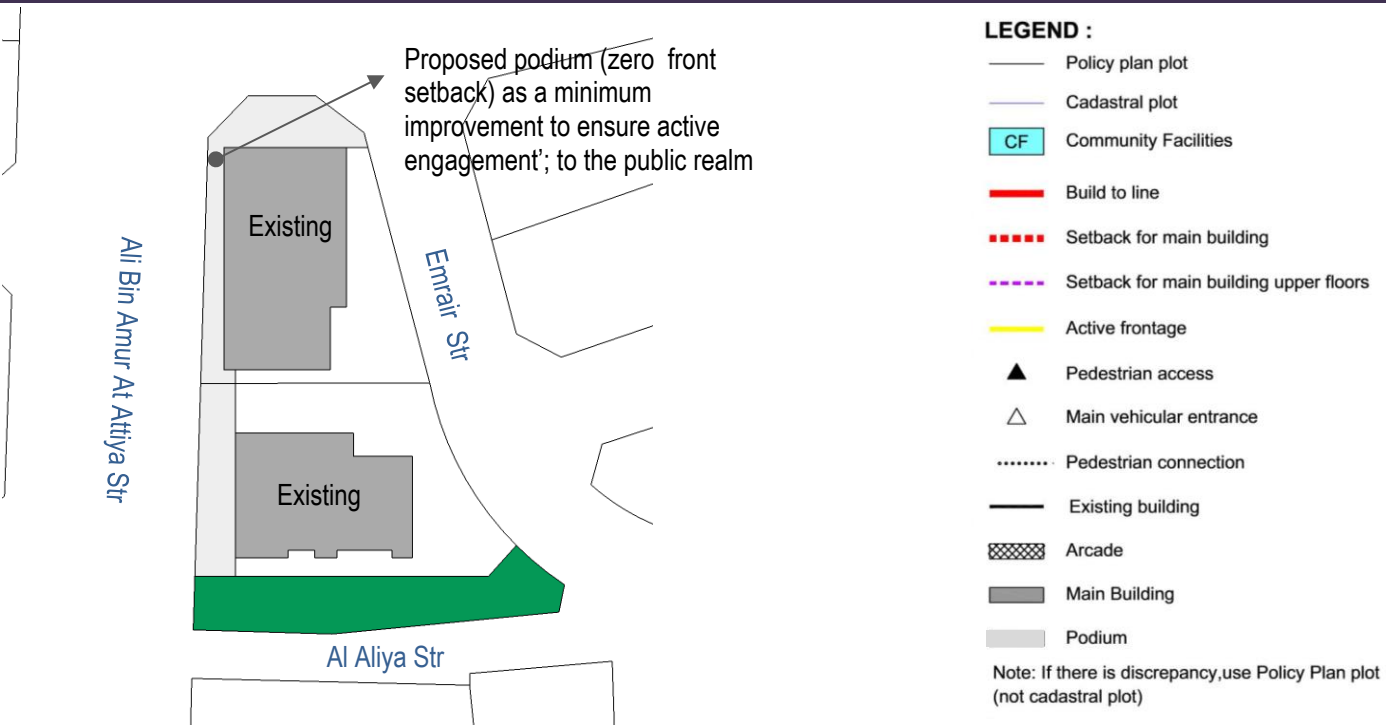 Proposed podium (zero front
setback) as a minimum
improvement to ensure active
engagement’; to the public realm
Existing
Ali Bin Amur At Attiya Str
Emrair Str
Existing
Al Aliya Str
LEGEND :
Policy plan plot
Cadastral plot
CF Community Facilities
Build to line
Setback for main building
Setback for main building upper floors
Active frontage
Pedestrian access
Main vehicular entrance
Pedestrian connection
Existing building
Arcade
Main Building
Podium
Note: If there is discrepancy,use Policy Plan plot
(not cadastral plot)